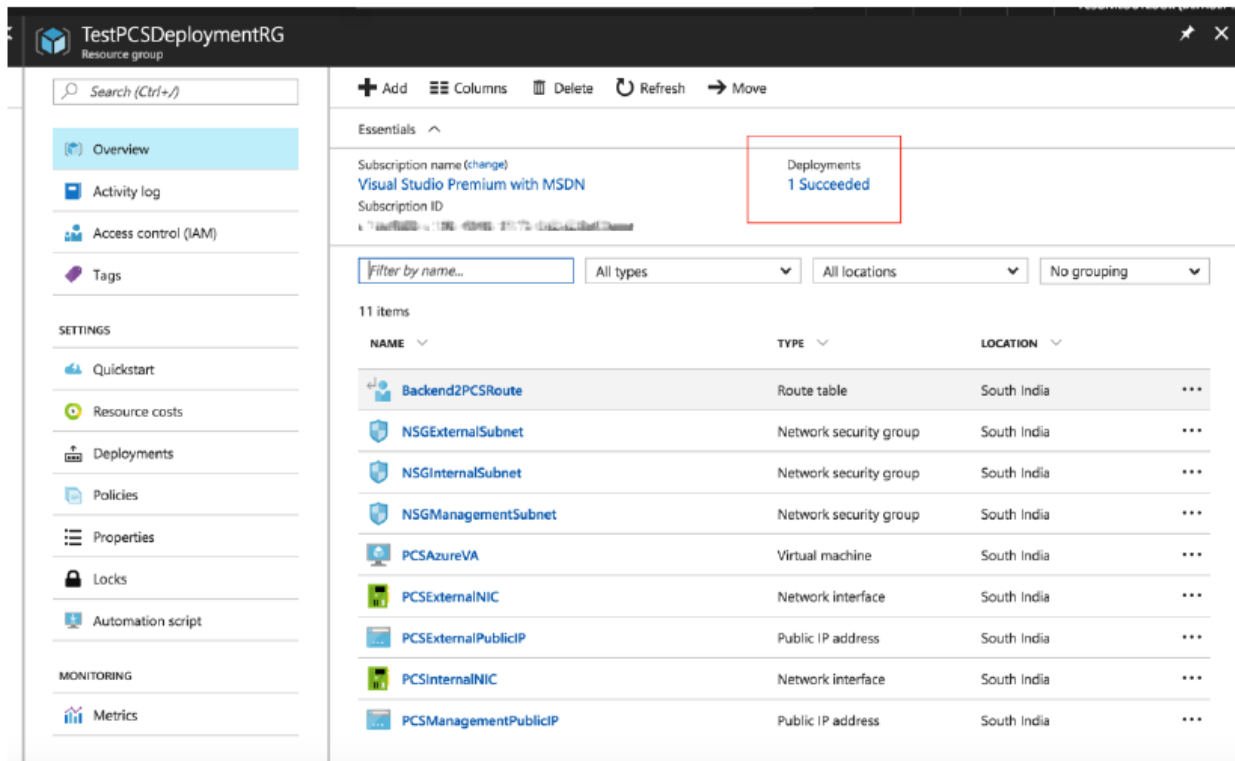 TestPCSDeploymentRG
Resource group
Search (Ctrl+/)
Overview
Activity log
Access control (IAM)
Tags
SETTINGS
Quickstart
Resource costs
Deployments
Policies
Properties
Locks
Automation script
MONITORING
Metrics
Add Columns Delete Refresh Move
Essentials
Subscription name (change)
Visual Studio Premium with MSDN
Subscription ID
Deployments
1 Succeeded
Filter by name... All types All locations No grouping
11 items
NAME TYPE LOCATION
Backend2PCSRoute Route table South India
NSGExternalSubnet Network security group South India
NSGInternalSubnet Network security group South India
NSGManagementSubnet Network security group South India
PCSAzureVA Virtual machine South India
PCSExternalNIC Network interface South India
PCSExternalPublicIP Public IP address South India
PCSInternalNIC Network interface South India
PCSManagementPublicIP Public IP address South India